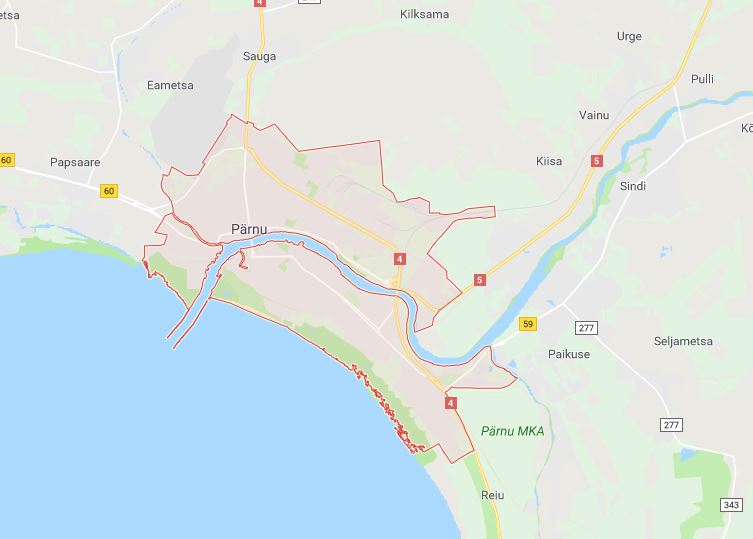 4
Kilksama
etsa
Urge
Sauga
Pulli
Eametsa
Vainu
Kõ
60
Papsaare
Kiisa
5
60
Sindi
Pärnu
4
5
59
277
Seljametsa
Paikuse
4
277
Pärnu MKA
Reiu
343